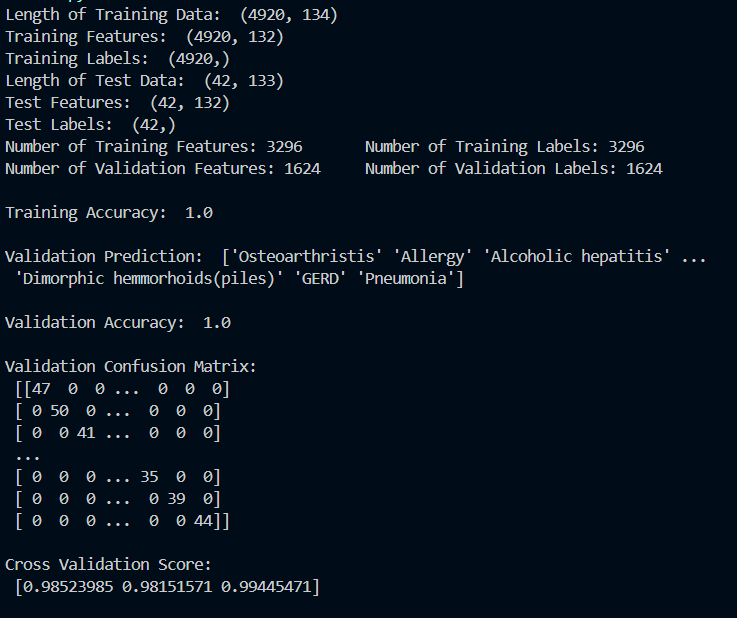 Length of Training Data:  (4920, 134)
Training Features:  (4920, 132)
Training Labels:  (4920,)
Length of Test Data:  (42, 133)
Test Features:  (42, 132)
Test Labels:  (42,)
Number of Training Features: 3296       Number of Training Labels: 3296
Number of Validation Features: 1624     Number of Validation Labels: 1624
Training Accuracy:  1.0
Validation Prediction:  ['Osteoarthristis' 'Allergy' 'Alcoholic hepatitis' ...
 'Dimorphic hemmorhoids(piles)' 'GERD' 'Pneumonia']
Validation Accuracy:  1.0
Validation Confusion Matrix:
 [[47  0  0 ...  0  0  0]
 [ 0 50  0 ...  0  0  0]
 [ 0  0 41 ...  0  0  0]
 ...
 [ 0  0  0 ... 35  0  0]
 [ 0  0  0 ...  0 39  0]
 [ 0  0  0 ...  0  0 44]]
Cross Validation Score:
 [0.98523985 0.98151571 0.99445471]